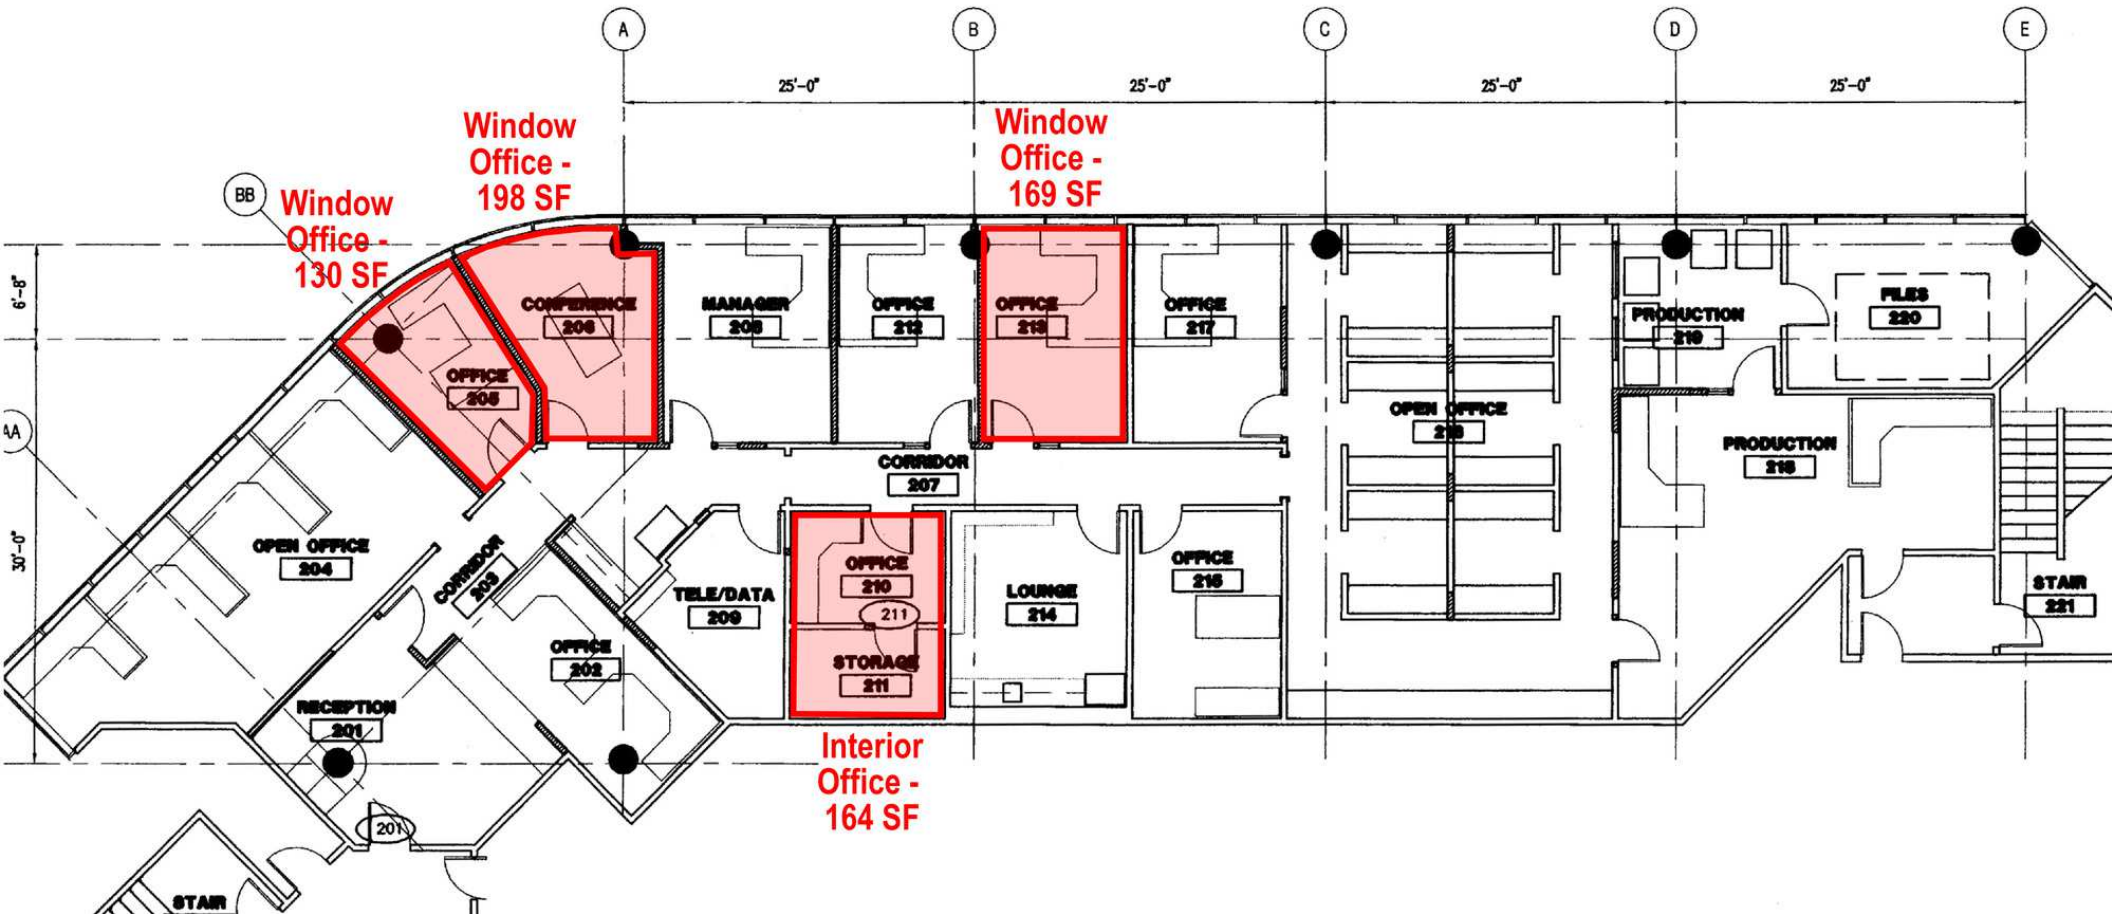 A
B
C
D
E
25'-0"
25'-0"
25'-0"
25'-0"
Window
Office -
198 SF
Window
Office -
169 SF
BB
Window
Office -
130 SF
6'-8"
CONFERENCE
206
MANAGER
208
OFFICE
212
OFFICE
213
OFFICE
217
PRODUCTION
219
FILES
220
OFFICE
205
OPEN OFFICE
AA
PRODUCTION
CORRIDOR
207
30'-0"
OPEN OFFICE
204
CORRIDOR
203
TELE/DATA
209
OFFICE
210
211
LOUNGE
214
OFFICE
STAIR
221
OFFICE
202
STORAGE
211
RECEPTION
201
Interior
Office -
164 SF
201
STAIR